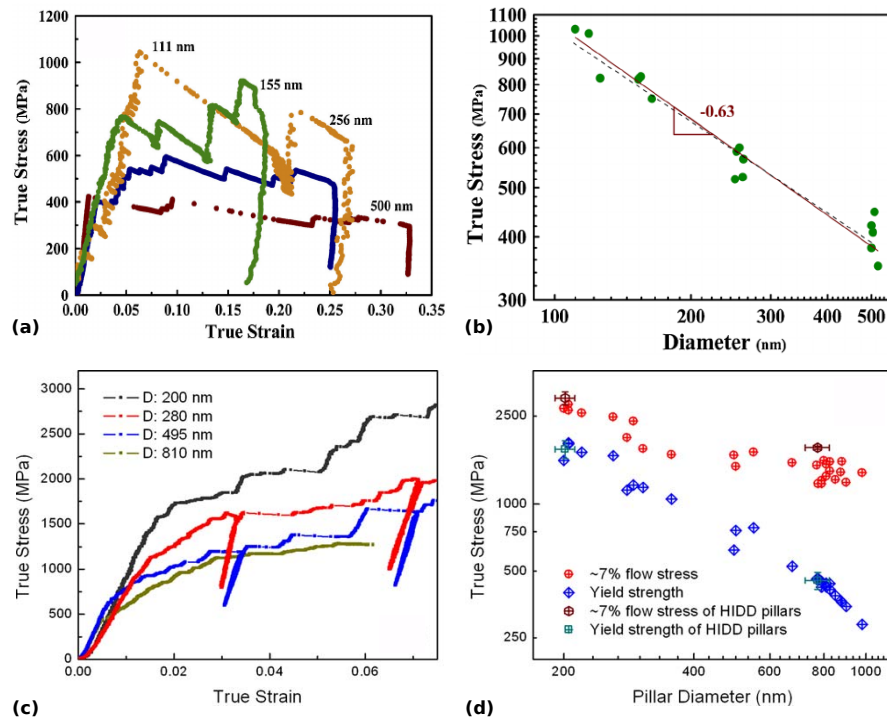 1200
1000
800
600
400
200
0
0 0.05 0.10 0.15 0.20 0.25 0.30 0.35
True Stress (MPa)
True Strain
111 nm
155 nm
256 nm
500 nm
(a)
1100
1000
900
800
700
600
500
400
300
100 200 300 400 500
True Stress (MPa)
Diameter (nm)
-0.63
(b)
3000
2500
2000
1500
1000
500
0
0.00 0.02 0.04 0.06
True Stress (MPa)
True Strain
D: 200 nm
D: 280 nm
D: 495 nm
D: 810 nm
(c)
2500
1000
750
500
250
200 400 600 800 1000
True Stress (MPa)
Pillar Diameter (nm)
~7% flow stress
Yield strength
~7% flow stress of HIDD pillars
Yield strength of HIDD pillars
(d)